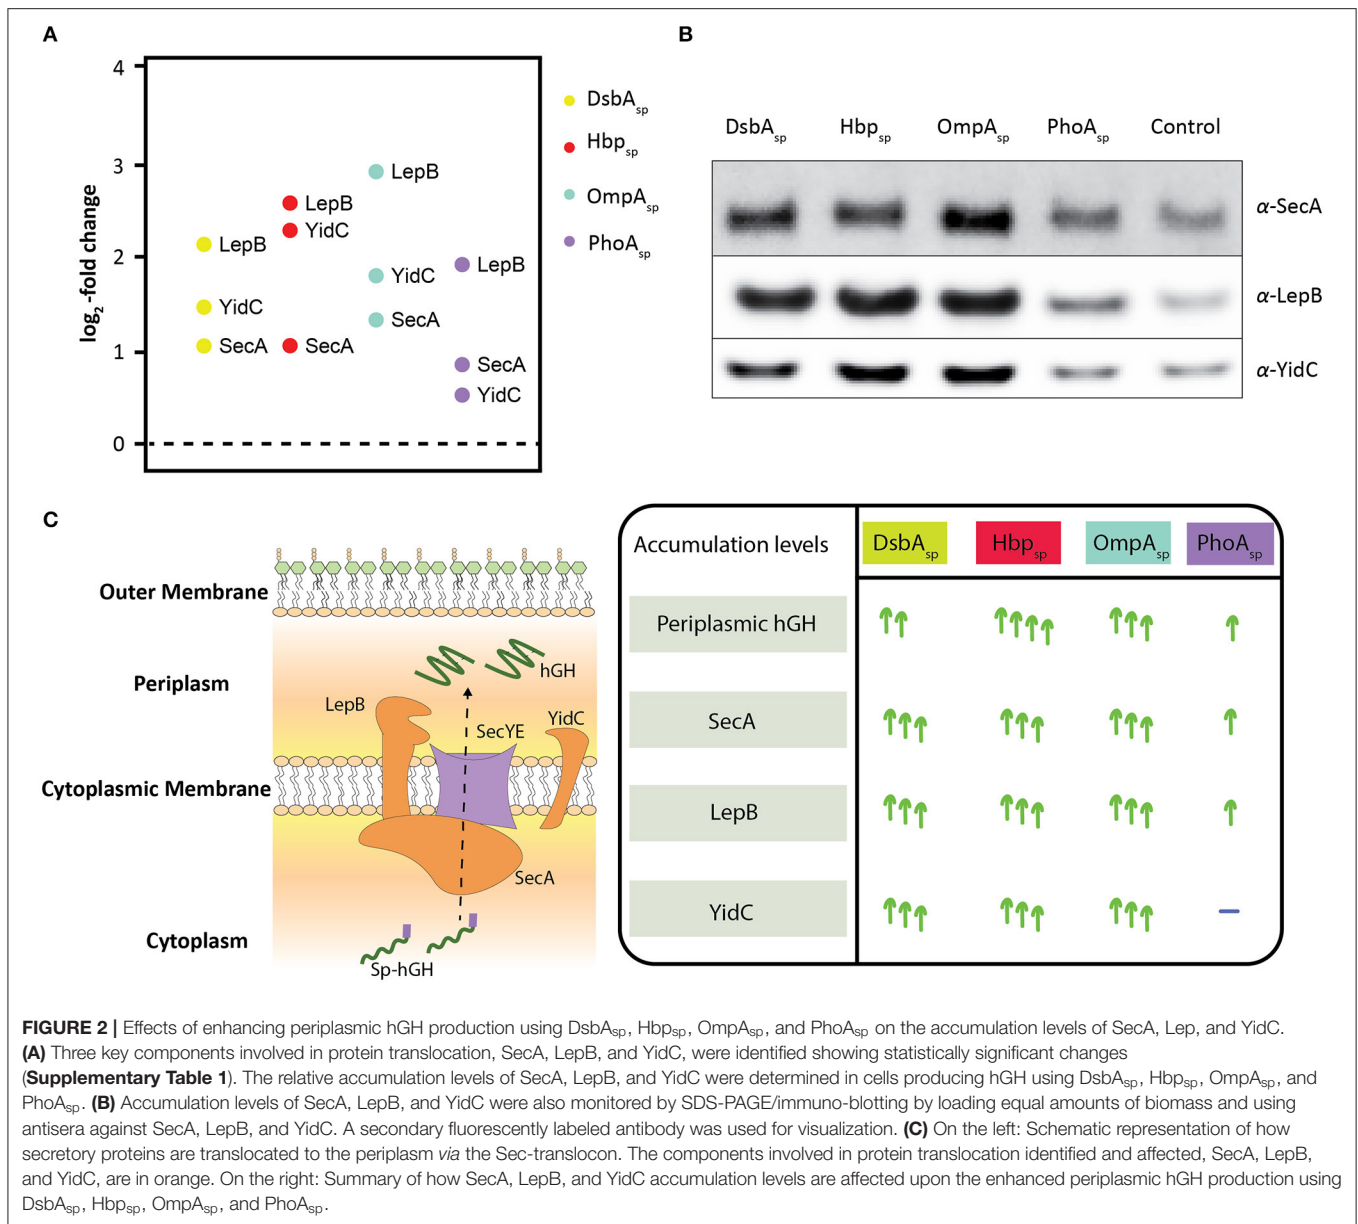 A
4
3
2
1
0
log2 -fold change
LepB
YidC
SecA
LepB
YidC
SecA
LepB
YidC
SecA
LepB
SecA
YidC
DsbAsp
Hbpsp
OmpAsp
PhoAsp
B
DsbAsp Hbpsp OmpAsp PhoAsp Control
α-SecA
α-LepB
α-YidC
C
Outer Membrane
Periplasm
Cytoplasmic Membrane
Cytoplasm
hGH
LepB
SecYE
YidC
SecA
Sp-hGH
Accumulation levels DsbAsp Hbpsp OmpAsp PhoAsp
Periplasmic hGH
SecA
LepB
YidC
FIGURE 2 | Effects of enhancing periplasmic hGH production using DsbAsp, Hbpsp, OmpAsp, and PhoAsp on the accumulation levels of SecA, Lep, and YidC.
(A) Three key components involved in protein translocation, SecA, LepB, and YidC, were identified showing statistically significant changes
(Supplementary Table 1). The relative accumulation levels of SecA, LepB, and YidC were determined in cells producing hGH using DsbAsp, Hbpsp, OmpAsp, and
PhoAsp. (B) Accumulation levels of SecA, LepB, and YidC were also monitored by SDS-PAGE/immuno-blotting by loading equal amounts of biomass and using
antisera against SecA, LepB, and YidC. A secondary fluorescently labeled antibody was used for visualization. (C) On the left: Schematic representation of how
secretory proteins are translocated to the periplasm via the Sec-translocon. The components involved in protein translocation identified and affected, SecA, LepB,
and YidC, are in orange. On the right: Summary of how SecA, LepB, and YidC accumulation levels are affected upon the enhanced periplasmic hGH production using
DsbAsp, Hbpsp, OmpAsp, and PhoAsp.